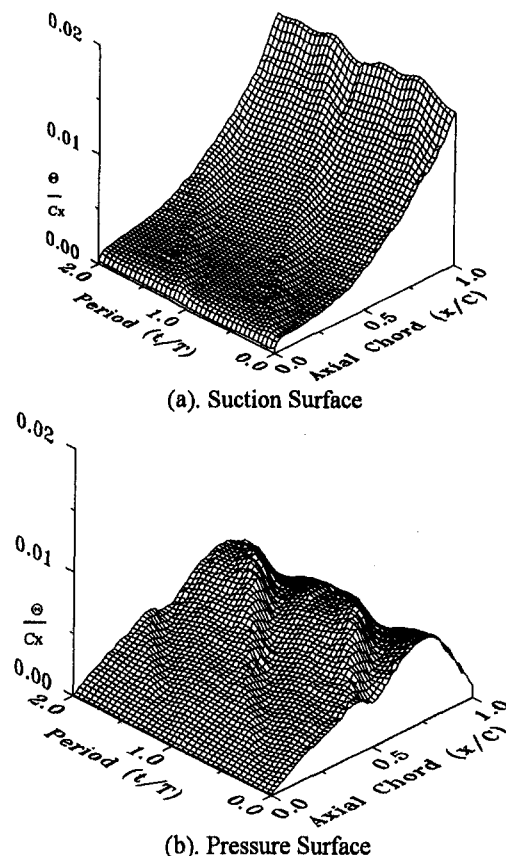 0.02
0.01
Θ
Cx
0.00
2.0
1.0
0.0
Period (t/T)
0.0
0.5
1.0
Axial Chord (x/C)
(a). Suction Surface
0.02
0.01
Θ
Cx
0.00
2.0
1.0
0.0
Period (t/T)
0.0
0.5
1.0
Axial Chord (x/C)
(b). Pressure Surface